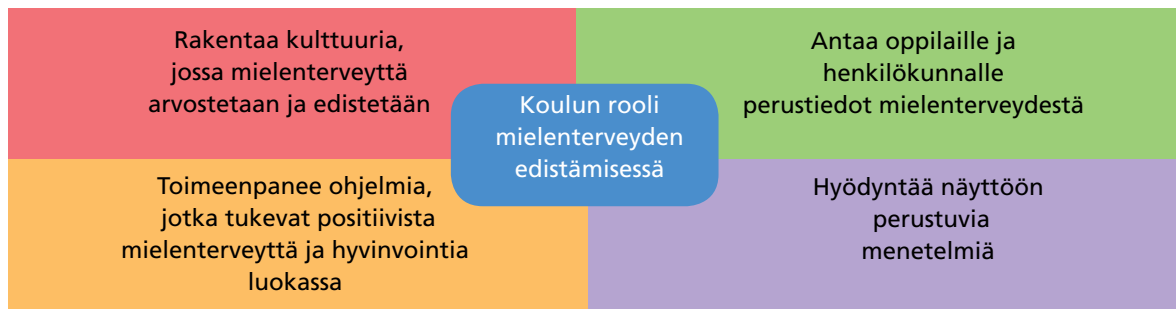 Rakentaa kulttuuria,
jossa mielenterveyttä
arvostetaan ja edistetään
Antaa oppilaille ja
henkilökunnalle
perustiedot mielenterveydestä
Koulun rooli
mielenterveyden
edistämisessä
Toimeenpanee ohjelmia,
jotka tukevat positiivista
mielenterveyttä ja hyvinvointia
luokassa
Hyödyntää näyttöön
perustuvia
menetelmiä